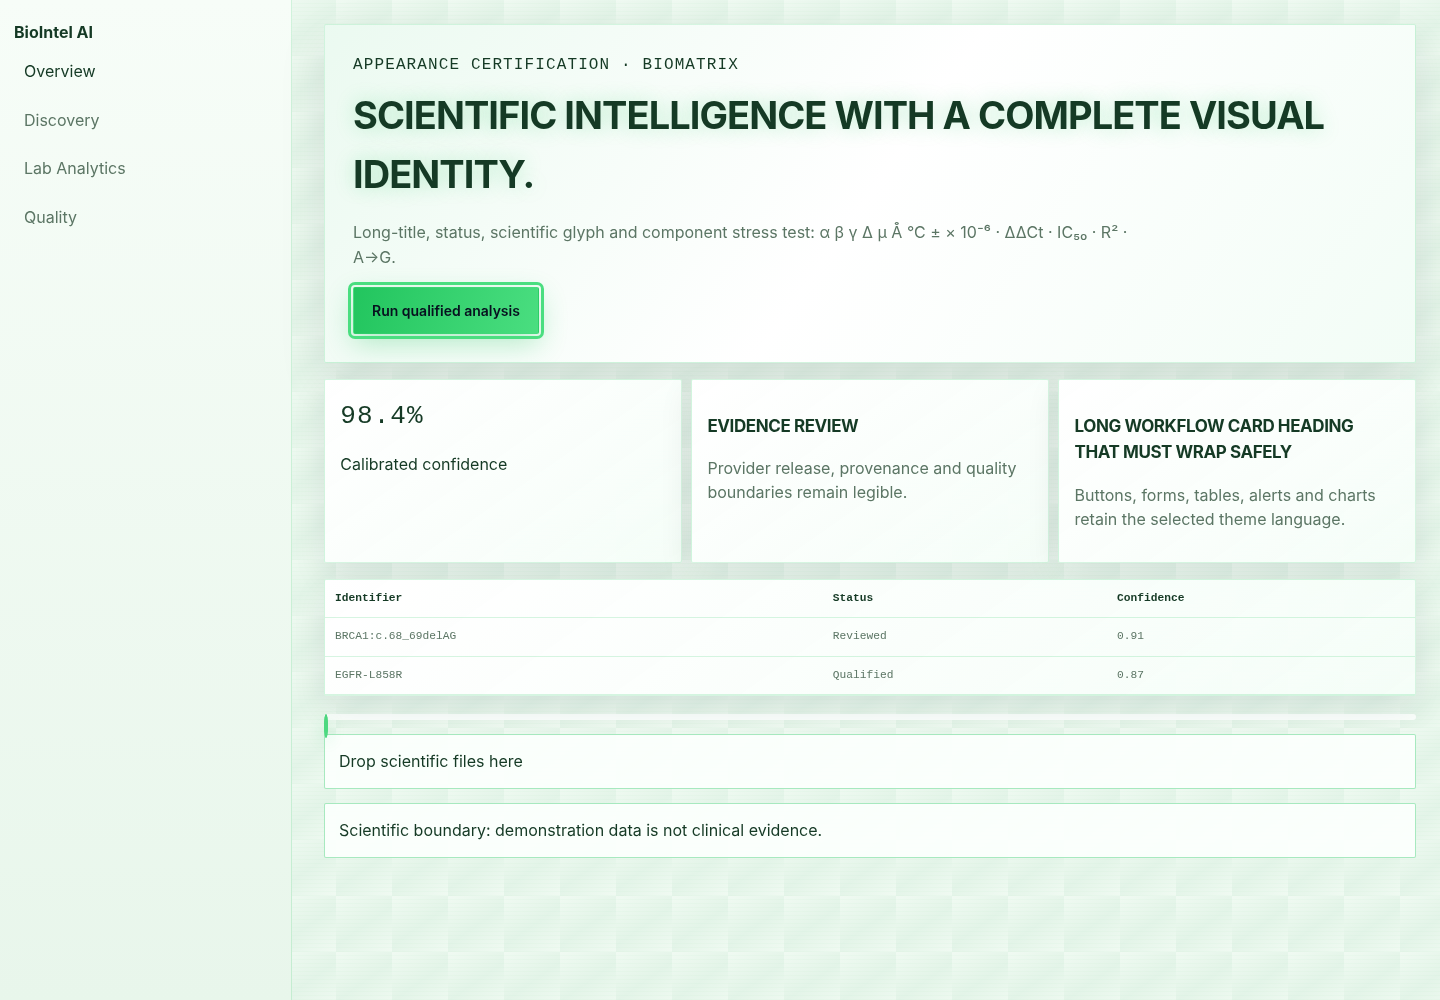 BioIntel AI
Overview
Discovery
Lab Analytics
Quality
APPEARANCE CERTIFICATION · BIOMATRIX
SCIENTIFIC INTELLIGENCE WITH A COMPLETE VISUAL
IDENTITY.
Long-title, status, scientific glyph and component stress test: α β γ Δ μ Å °C ± × 10⁻⁶ · ΔΔCt · IC₅₀ · R² ·
A→G.
Run qualified analysis
98.4%
Calibrated confidence
EVIDENCE REVIEW
Provider release, provenance and quality
boundaries remain legible.
LONG WORKFLOW CARD HEADING
THAT MUST WRAP SAFELY
Buttons, forms, tables, alerts and charts
retain the selected theme language.
Identifier Status Confidence
BRCA1:c.68_69delAG Reviewed 0.91
EGFR-L858R Qualified 0.87
Drop scientific files here
Scientific boundary: demonstration data is not clinical evidence.